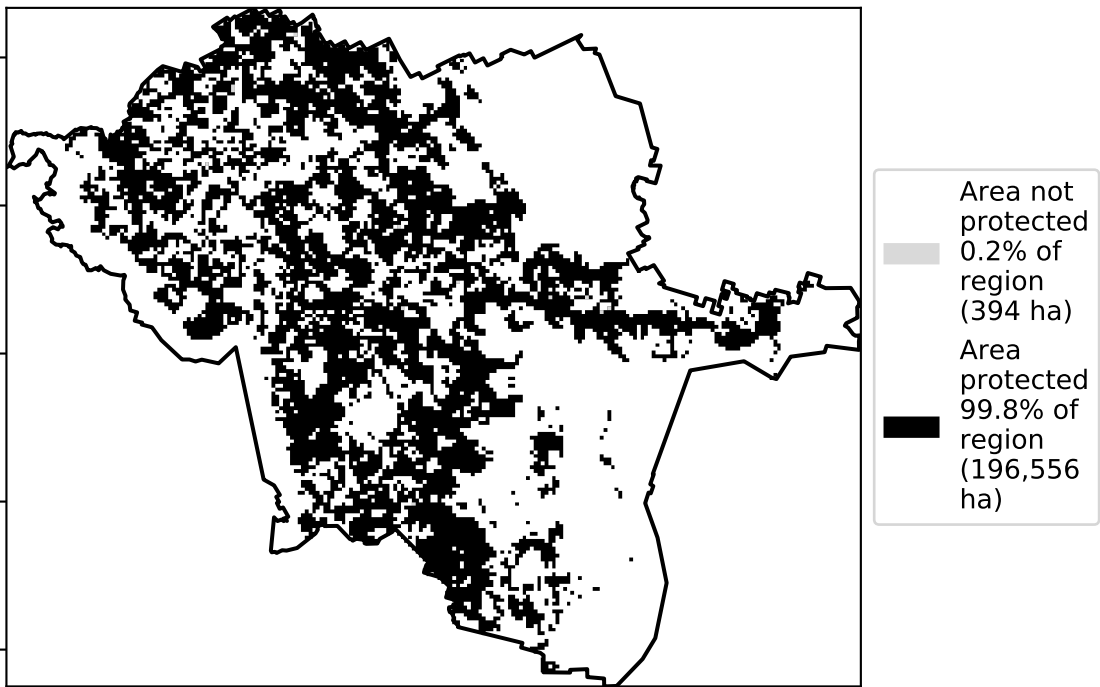 Area not
protected
0.2% of
region
(394 ha)
Area
protected
99.8% of
region
(196,556
ha)